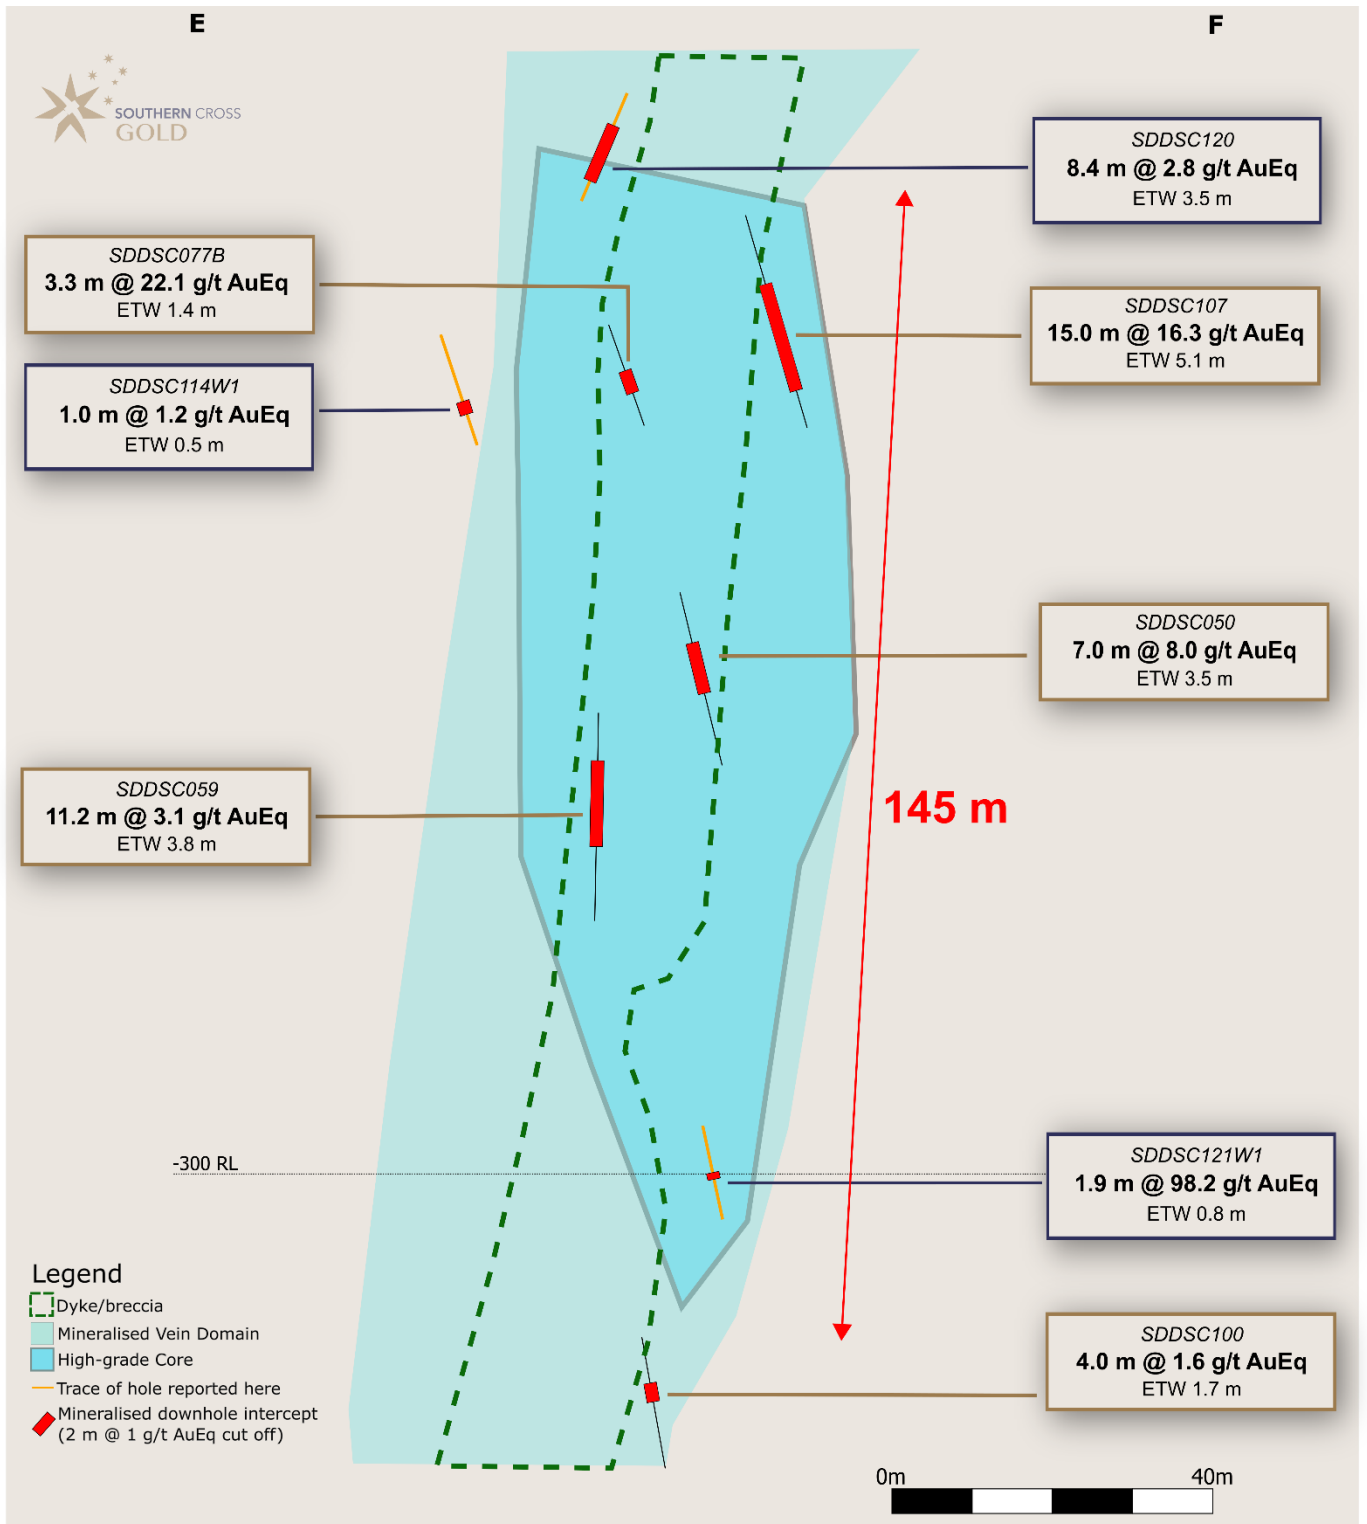 E
F
SOUTHERN CROSS
GOLD
SDDSC120
8.4 m @ 2.8 g/t AuEq
ETW 3.5 m
SDDSC077B
3.3 m @ 22.1 g/t AuEq
ETW 1.4 m
SDDSC107
15.0 m @ 16.3 g/t AuEq
ETW 5.1 m
SDDSC114W1
1.0 m @ 1.2 g/t AuEq
ETW 0.5 m
SDDSC050
7.0 m @ 8.0 g/t AuEq
ETW 3.5 m
SDDSC059
11.2 m @ 3.1 g/t AuEq
ETW 3.8 m
145 m
-300 RL
SDDSC121W1
1.9 m @ 98.2 g/t AuEq
ETW 0.8 m
SDDSC100
4.0 m @ 1.6 g/t AuEq
ETW 1.7 m
Legend
Dyke/breccia
Mineralised Vein Domain
High-grade Core
Trace of hole reported here
Mineralised downhole intercept
(2 m @ 1 g/t AuEq cut off)
0m
40m